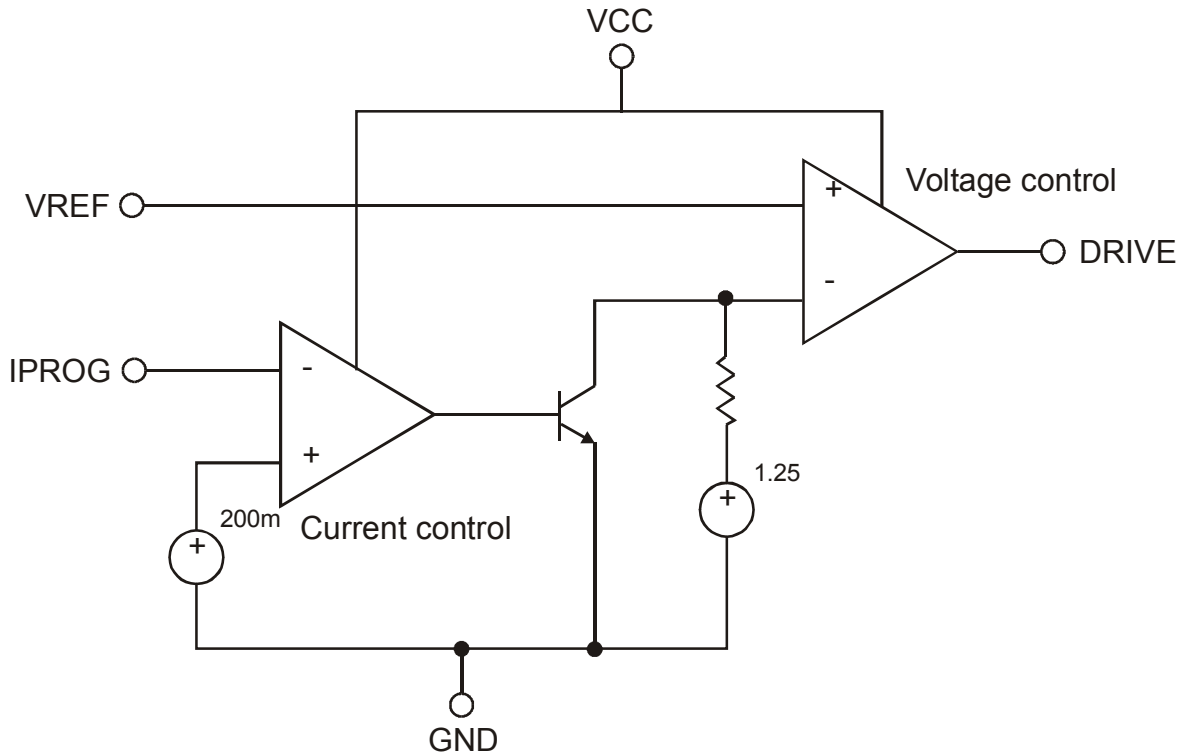 VCC
VREF
+
Voltage control
-
DRIVE
IPROG
-
+
1.25
+
200m
Current control
+
GND